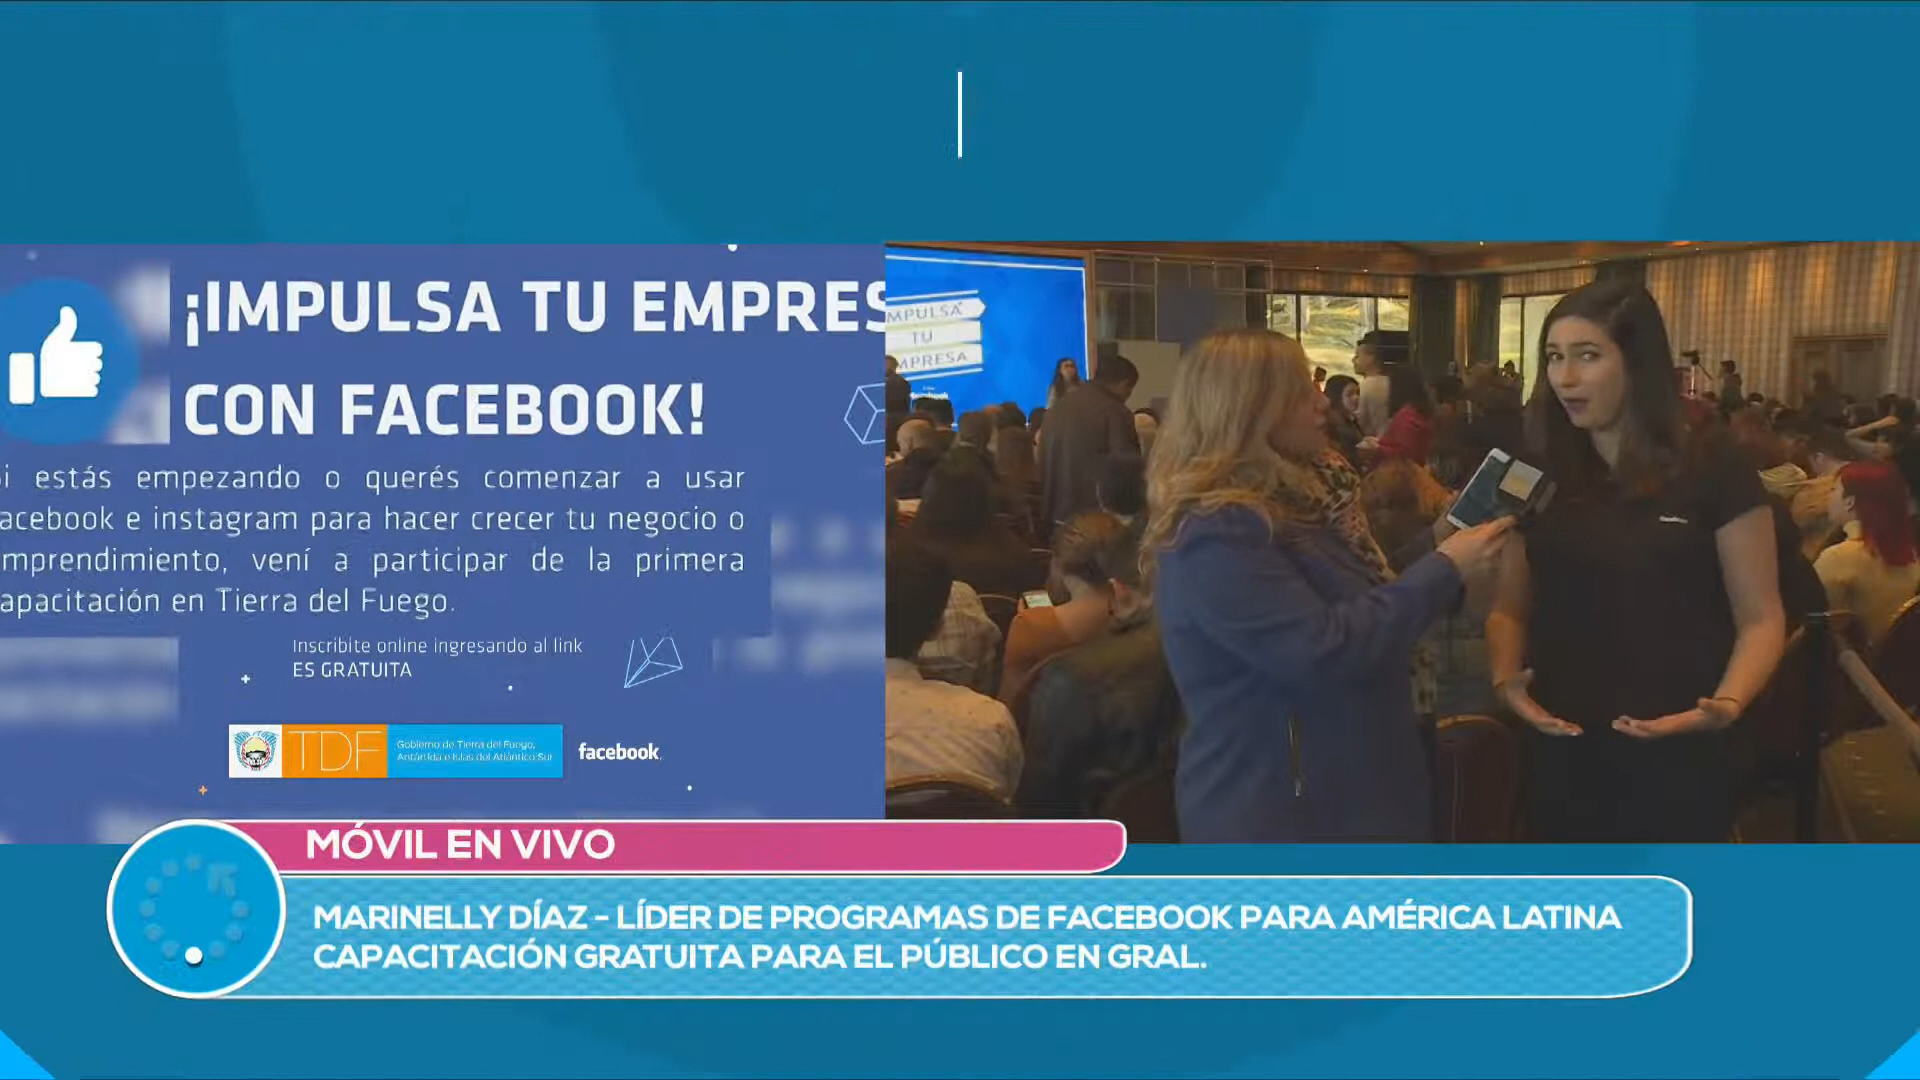 ¡IMPULSA TU EMPRES
CON FACEBOOK!
i estás empezando o querés comenzar a usar
acebook e instagram para hacer crecer tu negocio o
mprendimiento, vení a participar de la primera
apacitación en Tierra del Fuego.
Inscribite online ingresando al link
ES GRATUITA
TDF
Gobierno de Tierra del Fuego,
Antártida e Islas del Atlántico Sur
facebook.
MPULSA
TU
MPRESA
MÓVIL EN VIVO
MARINELLY DÍAZ - LÍDER DE PROGRAMAS DE FACEBOOK PARA AMÉRICA LATINA
CAPACITACIÓN GRATUITA PARA EL PÚBLICO EN GRAL.